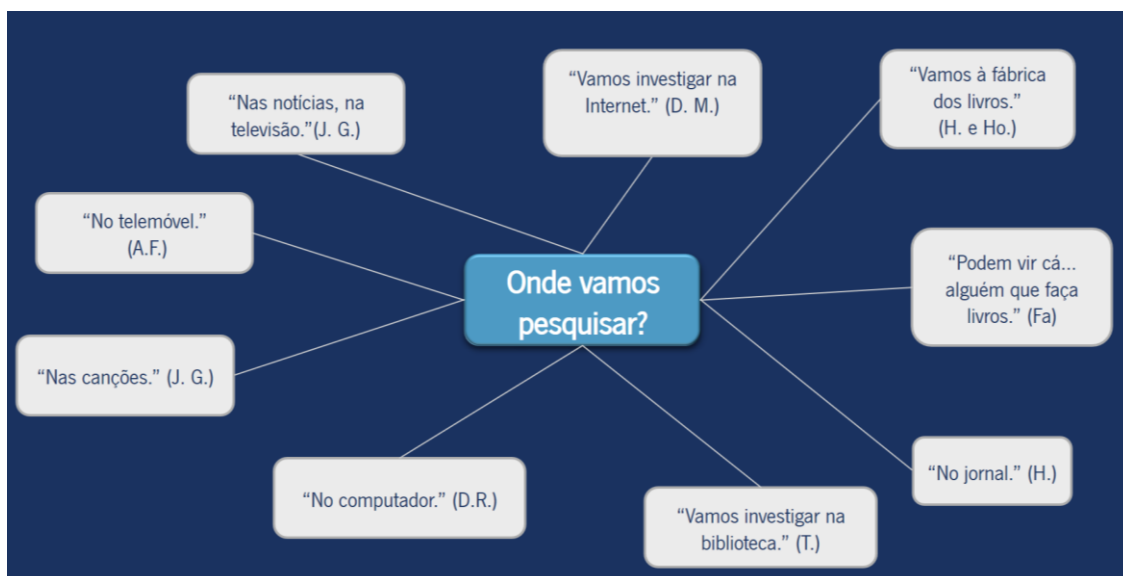 “Nas notícias, na
televisão.”(J. G.)
“Vamos investigar na
Internet.” (D. M.)
“Vamos à fábrica
dos livros.”
(H. e Ho.)
“No telemóvel.”
(A.F.)
Onde vamos
pesquisar?
“Podem vir cá...
alguém que faça
livros.” (Fa)
“Nas canções.” (J. G.)
“No computador.” (D.R.)
“Vamos investigar na
biblioteca.” (T.)
“No jornal.” (H.)